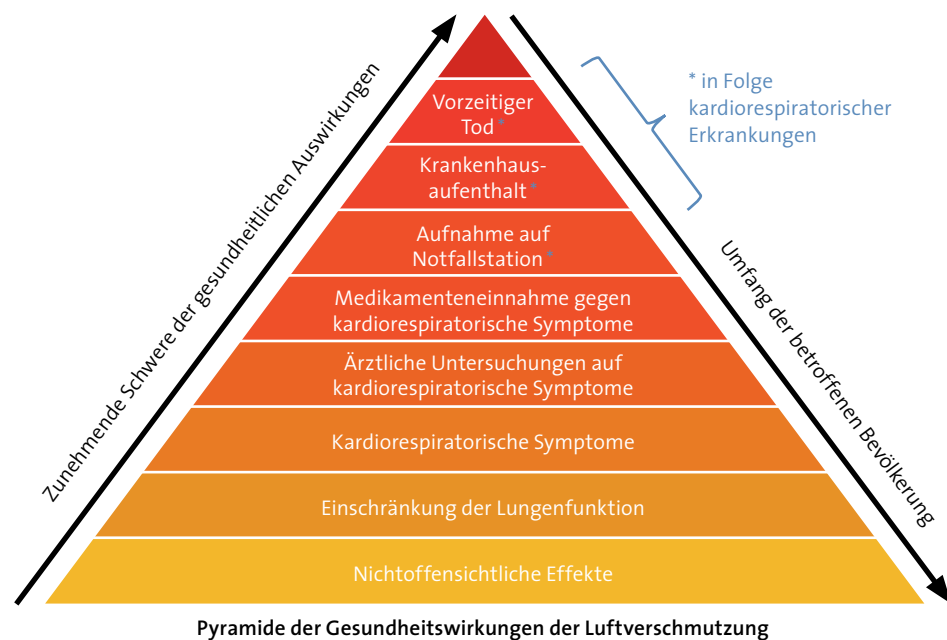 Vorzeitiger
Tod*
Krankenhaus-
aufenthalt*
Aufnahme auf
Notfallstation*
Medikamenteneinnahme gegen
kardiorespiratorische Symptome
Ärztliche Untersuchungen auf
kardiorespiratorische Symptome
Kardiorespiratorische Symptome
Einschränkung der Lungenfunktion
Nichtoffensichtliche Effekte
Zunehmende Schwere der gesundheitlichen Auswirkungen
* in Folge
kardiorespiratorischer
Erkrankungen
Umfang der betroffenen Bevölkerung
Pyramide der Gesundheitswirkungen der Luftverschmutzung